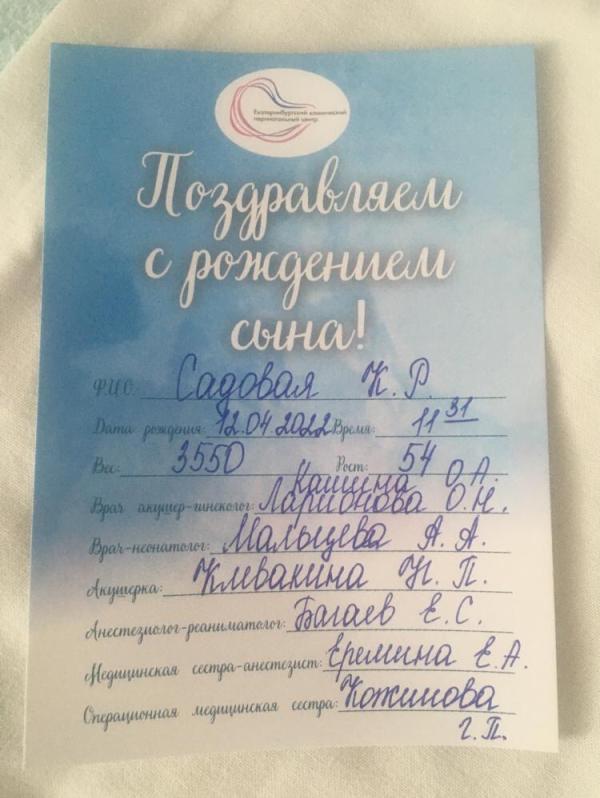 Екатеринбургский клинический
перинатальный центр
Поздравляем
с рождением
сына!
Ф.И.О. Садовая К. Р.
Дата рождения: 12.04.2022 Время: 11 31
Вес: 3550 Рост: 54
Кашина О. А.
Врач акушер-гинеколог: Ларионова О. Н.
Врач-неонатолог: Мальцева А. А.
Акушерка: Клевакина Н. П.
Анестезиолог-реаниматолог: Багаев Е. С.
Медицинская сестра-анестезист: Еремина Е. А.
Операционная медицинская сестра: Кожинова
Г. П.